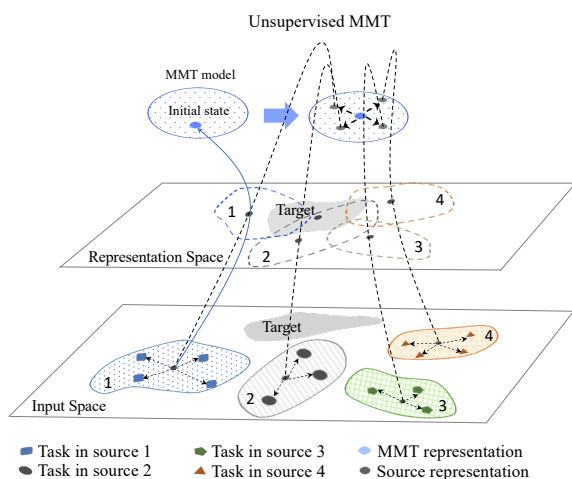 Unsupervised MMT
MMT model
Initial state
1
Target
4
2
3
Representation Space
Target
4
1
2
3
Input Space
Task in source 1
Task in source 3
MMT representation
Task in source 2
Task in source 4
Source representation